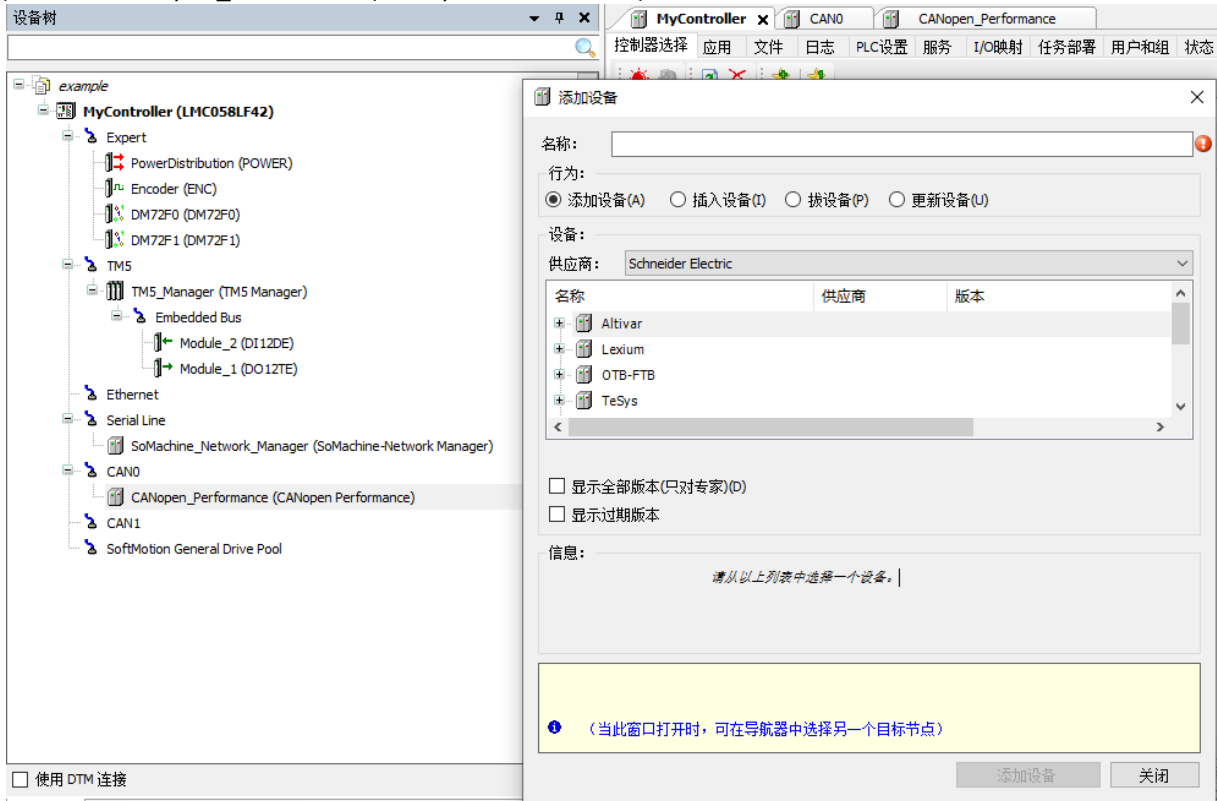 设备树
example
MyController (LMC058LF42)
Expert
PowerDistribution (POWER)
Encoder (ENC)
DM72F0 (DM72F0)
DM72F1 (DM72F1)
TM5
TM5_Manager (TM5 Manager)
Embedded Bus
Module_2 (DI12DE)
Module_1 (DO12TE)
Ethernet
Serial Line
SoMachine_Network_Manager (SoMachine-Network Manager)
CAN0
CANopen_Performance (CANopen Performance)
CAN1
SoftMotion General Drive Pool
使用 DTM 连接
MyController CAN0 CANopen_Performance
控制器选择 应用 文件 日志 PLC设置 服务 I/O映射 任务部署 用户和组 状态
添加设备
名称:
行为:
添加设备(A) 插入设备(I) 拔设备(P) 更新设备(U)
设备:
供应商: Schneider Electric
名称 供应商 版本
Altivar
Lexium
OTB-FTB
TeSys
显示全部版本(只对专家)(D)
显示过期版本
信息:
请从以上列表中选择一个设备。
(当此窗口打开时，可在导航器中选择另一个目标节点)
添加设备 关闭